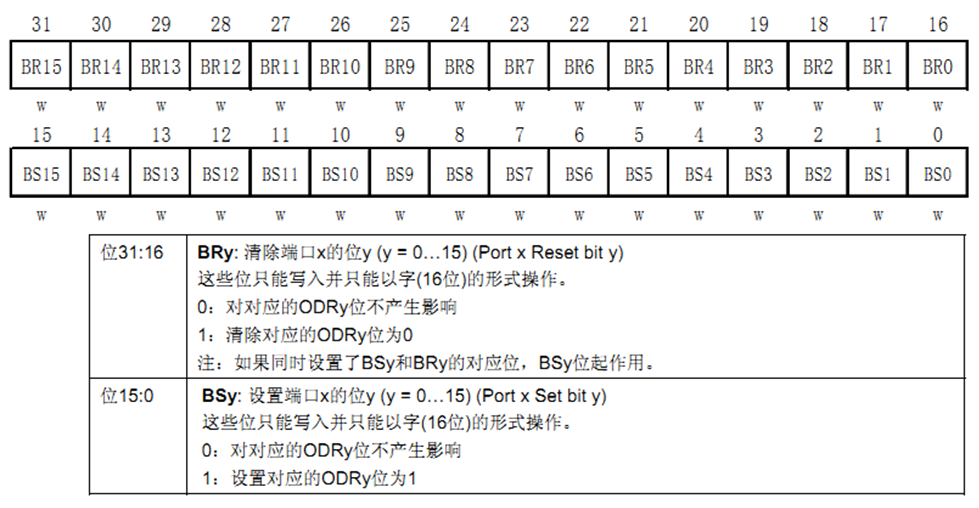 31 30 29 28 27 26 25 24 23 22 21 20 19 18 17 16
BR15 BR14 BR13 BR12 BR11 BR10 BR9 BR8 BR7 BR6 BR5 BR4 BR3 BR2 BR1 BR0
w w w w w w w w w w w w w w w w
15 14 13 12 11 10 9 8 7 6 5 4 3 2 1 0
BS15 BS14 BS13 BS12 BS11 BS10 BS9 BS8 BS7 BS6 BS5 BS4 BS3 BS2 BS1 BS0
w w w w w w w w w w w w w w w w
位31:16 BRy: 清除端口x的位y (y = 0…15) (Port x Reset bit y)
这些位只能写入并只能以字(16位)的形式操作。
0：对对应的ODRy位不产生影响
1：清除对应的ODRy位为0
注：如果同时设置了BSy和BRy的对应位，BSy位起作用。
位15:0 BSy: 设置端口x的位y (y = 0…15) (Port x Set bit y)
这些位只能写入并只能以字(16位)的形式操作。
0：对对应的ODRy位不产生影响
1：设置对应的ODRy位为1